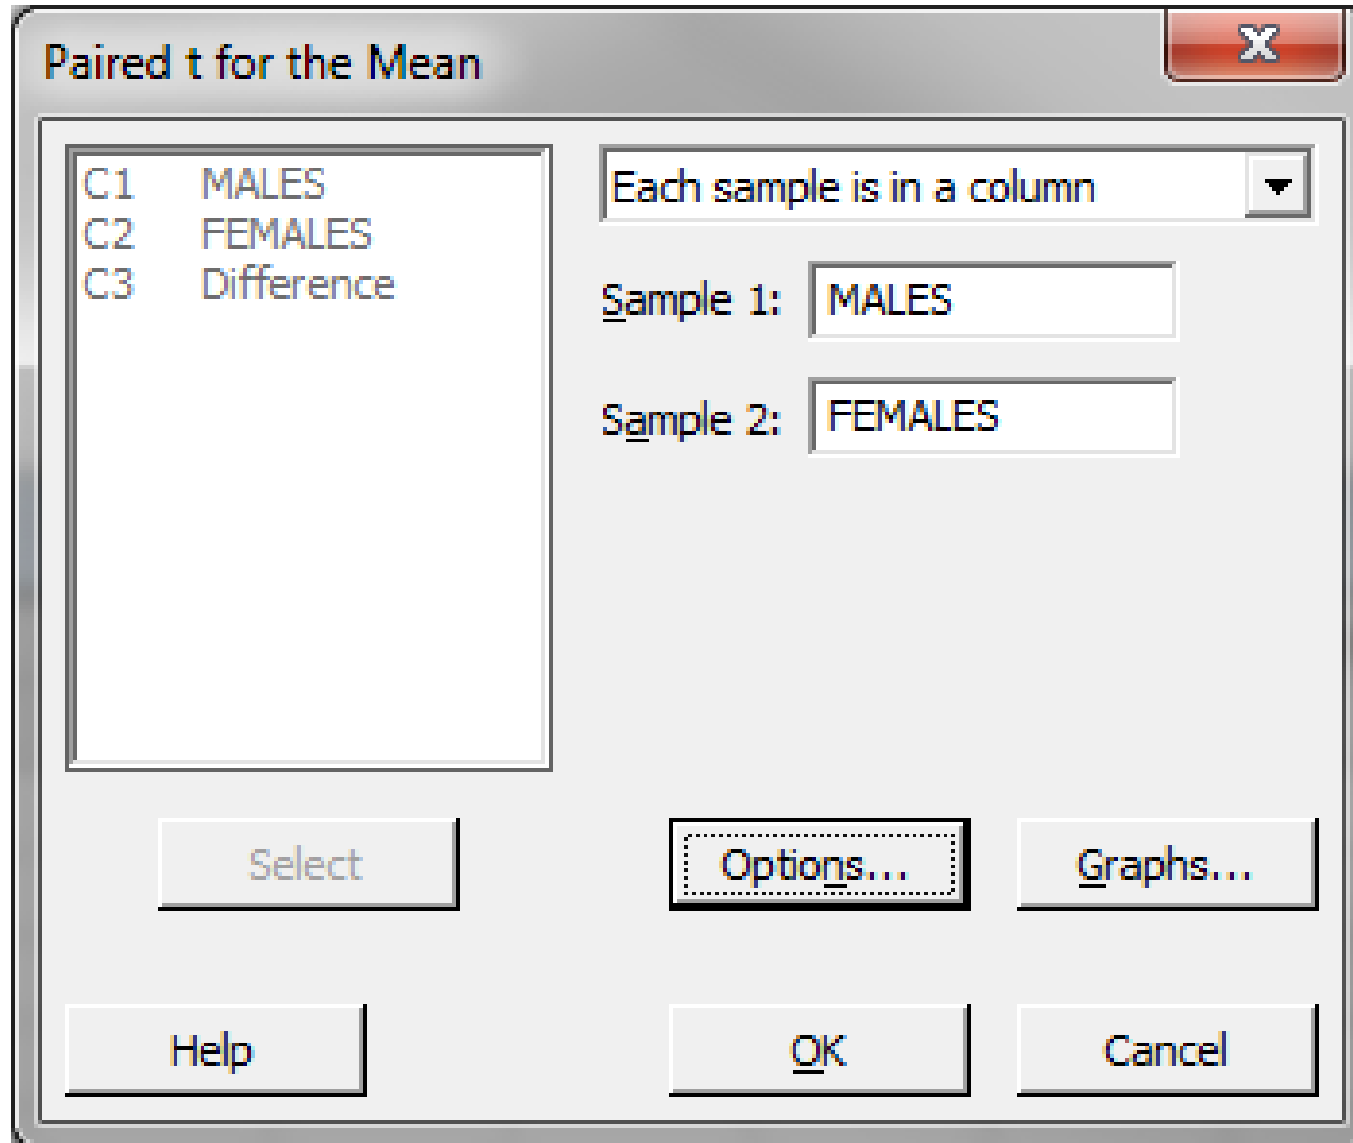 Paired t for the Mean
C1 MALES
C2 FEMALES
C3 Difference
Each sample is in a column
Sample 1: MALES
Sample 2: FEMALES
Select
Options...
Graphs...
Help
OK
Cancel